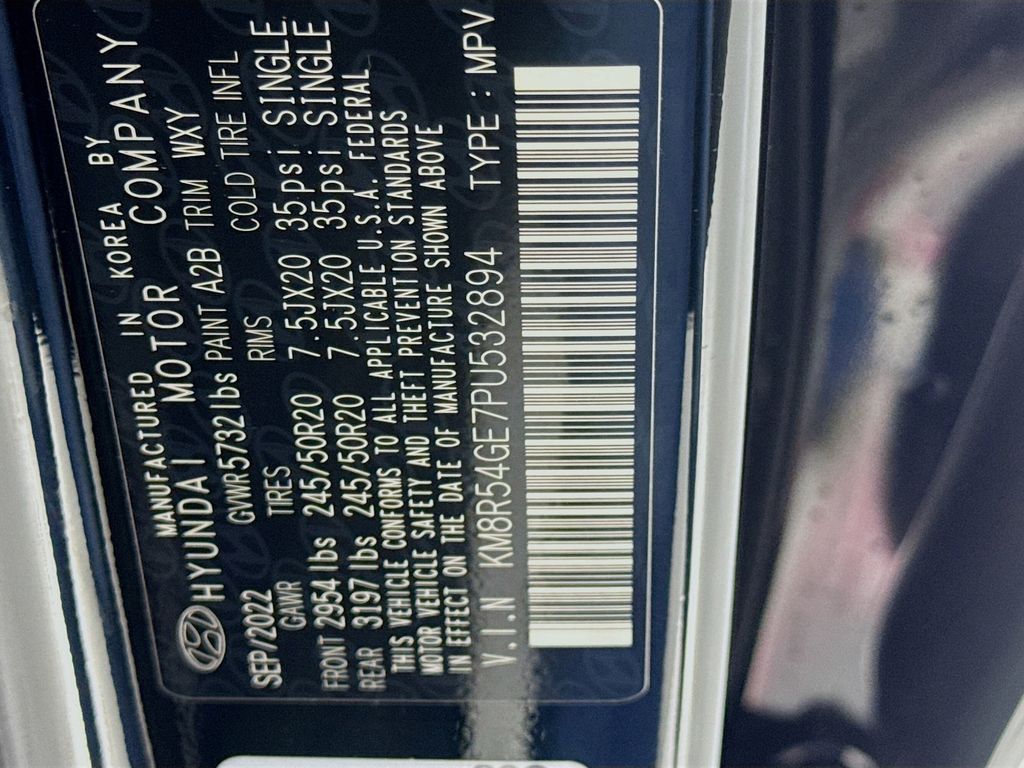 MANUFACTURED IN KOREA BY
HYUNDAI MOTOR COMPANY
SEP/2022 GVWR 5732lbs PAINT A2B TRIM WXY
GAWR TIRES RIMS COLD TIRE INFL
FRONT 2954 lbs 245/50R20 7.5JX20 35psi SINGLE
REAR 3197 lbs 245/50R20 7.5JX20 35psi SINGLE
THIS VEHICLE CONFORMS TO ALL APPLICABLE U.S.A. FEDERAL
MOTOR VEHICLE SAFETY AND THEFT PREVENTION STANDARDS
IN EFFECT ON THE DATE OF MANUFACTURE SHOWN ABOVE
V.I.N KM8R54GE7PU532894 TYPE : MPV